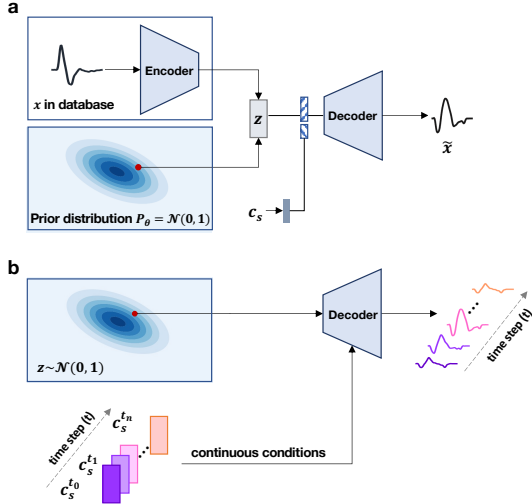 a
Encoder
x in database
z
Decoder
x̃
Prior distribution P_θ = 𝒩(0, 1)
c_s
b
Decoder
z~𝒩(0, 1)
time step (t)
time step (t)
c_s^{t_n}
c_s^{t_1}
c_s^{t_0}
continuous conditions